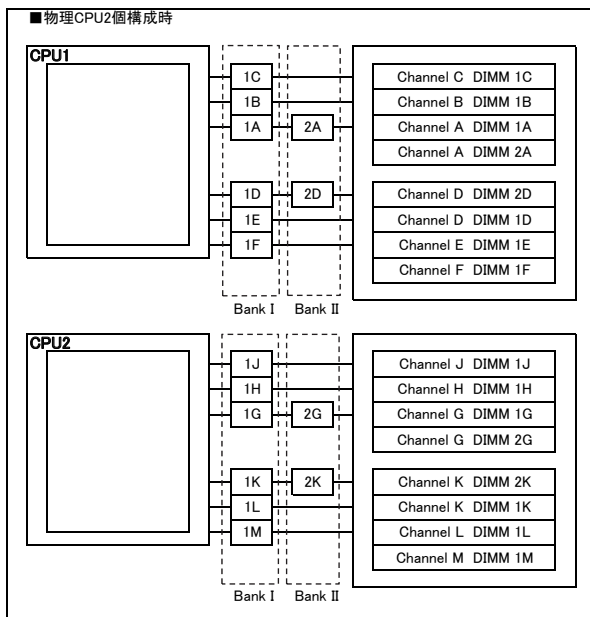 ■物理CPU2個構成時
CPU1
1C
Channel C DIMM 1C
1B
Channel B DIMM 1B
1A
2A
Channel A DIMM 1A
Channel A DIMM 2A
1D
2D
Channel D DIMM 2D
1E
Channel D DIMM 1D
1F
Channel E DIMM 1E
Channel F DIMM 1F
Bank I
Bank II
CPU2
1J
Channel J DIMM 1J
1H
Channel H DIMM 1H
1G
2G
Channel G DIMM 1G
Channel G DIMM 2G
1K
2K
Channel K DIMM 2K
1L
Channel K DIMM 1K
1M
Channel L DIMM 1L
Channel M DIMM 1M
Bank I
Bank II